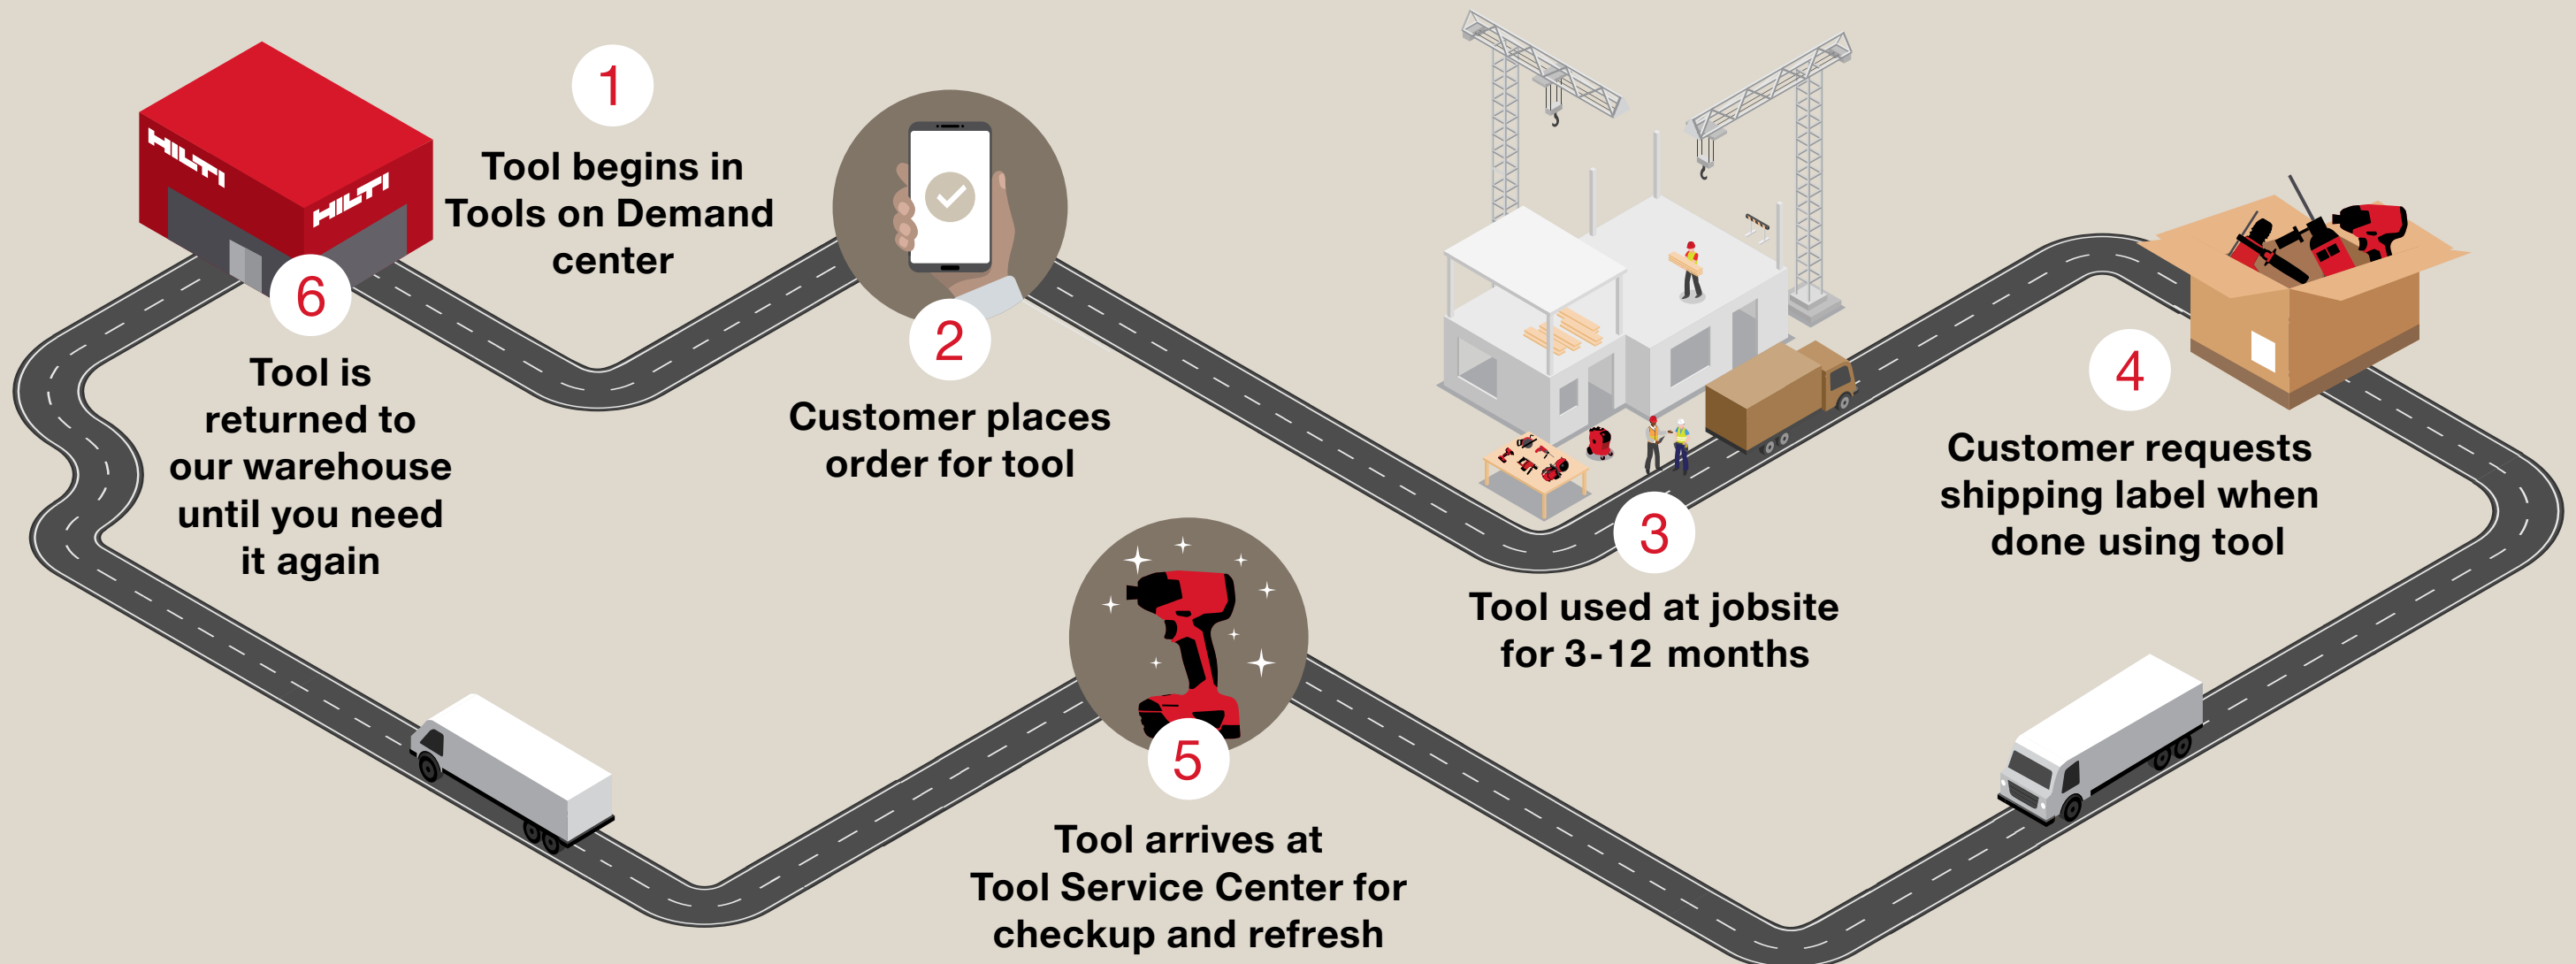 HILTI
HILTI
1
Tool begins in
Tools on Demand
center
2
Customer places
order for tool
3
Tool used at jobsite
for 3-12 months
4
Customer requests
shipping label when
done using tool
5
Tool arrives at
Tool Service Center for
checkup and refresh
6
Tool is
returned to
our warehouse
until you need
it again